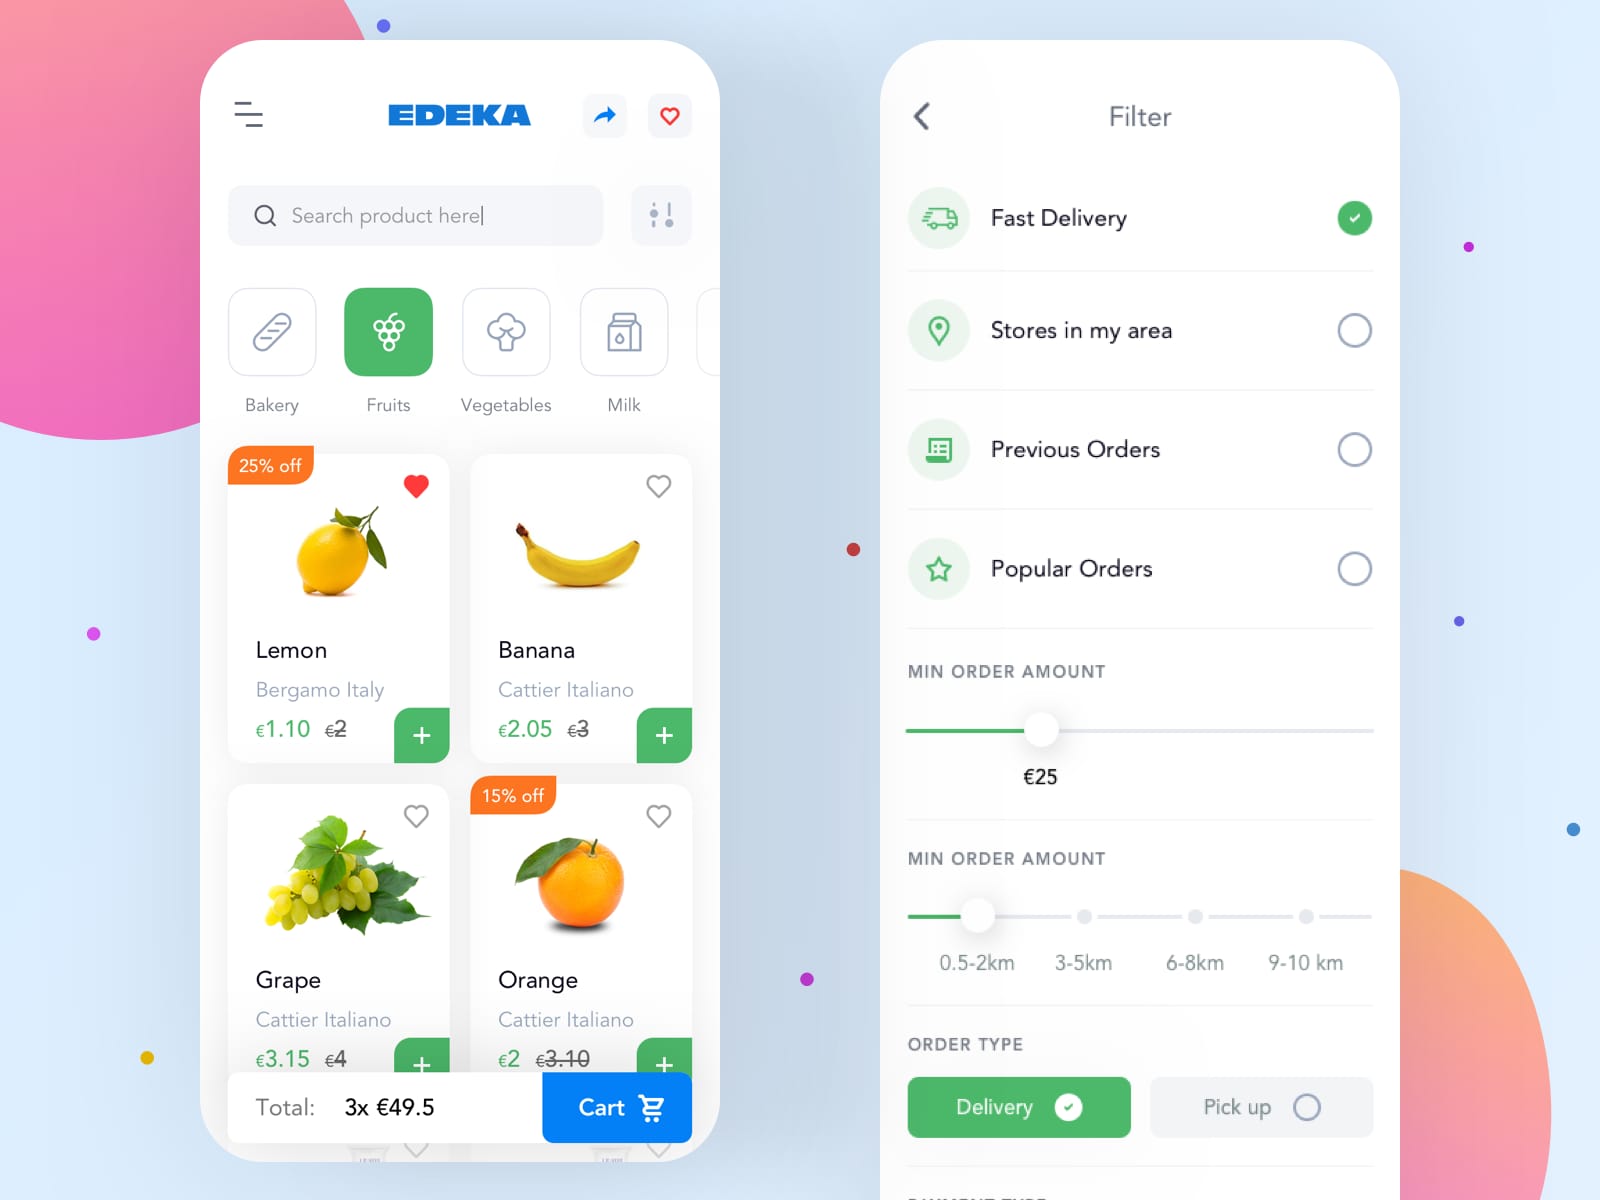 EDEKA
Search product here
Bakery
Fruits
Vegetables
Milk
25% off
Lemon
Bergamo Italy
€1.10 €2
Banana
Cattier Italiano
€2.05 €3
Grape
Cattier Italiano
€3.15 €4
15% off
Orange
Cattier Italiano
€2 €3.10
Total: 3x €49.5
Cart
Filter
Fast Delivery
Stores in my area
Previous Orders
Popular Orders
MIN ORDER AMOUNT
€25
MIN ORDER AMOUNT
0.5-2km
3-5km
6-8km
9-10 km
ORDER TYPE
Delivery
Pick up